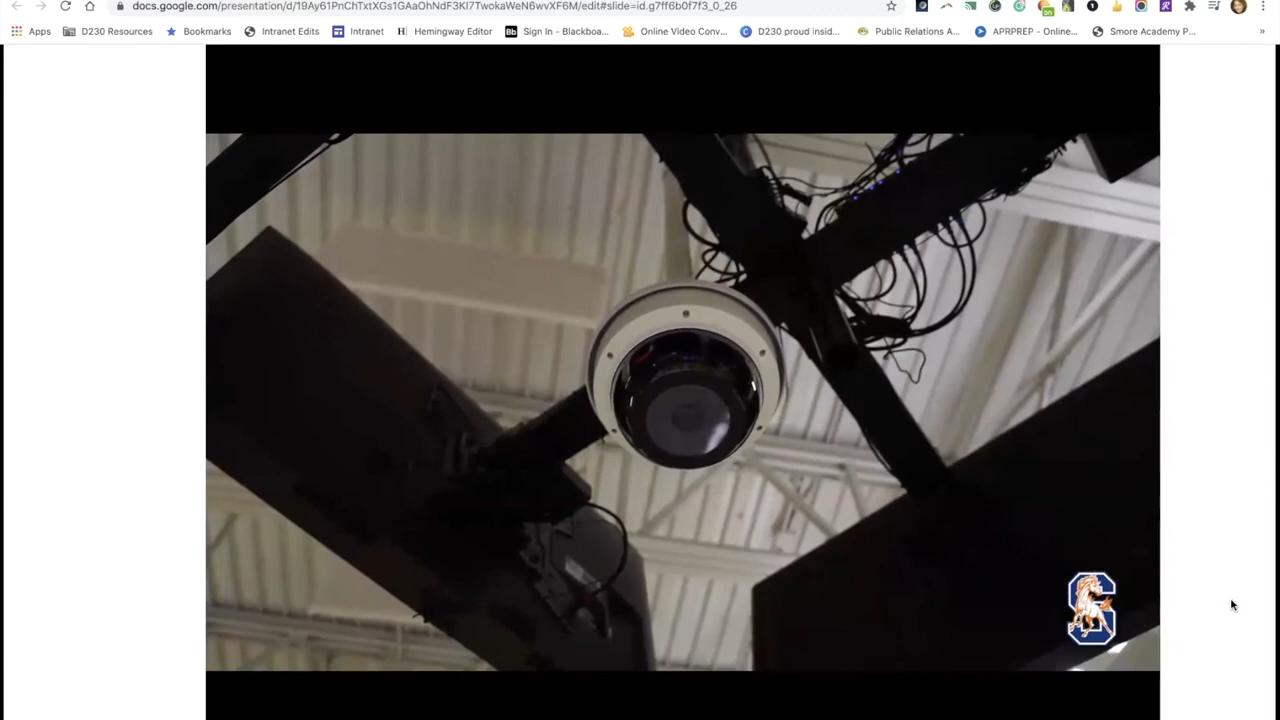 docs.google.com/presentation/d/19Ay61PnChTxtXGs1GAaOhNdF3KI7TwokaWeN6wvXF6M/edit#slide=id.g7ff6b0f7f3_0_26
Apps D230 Resources Bookmarks Intranet Edits Intranet Hemingway Editor Sign In - Blackboa... Online Video Conv... D230 proud insid... Public Relations A... APRPREP - Online... Smore Academy P... »
S